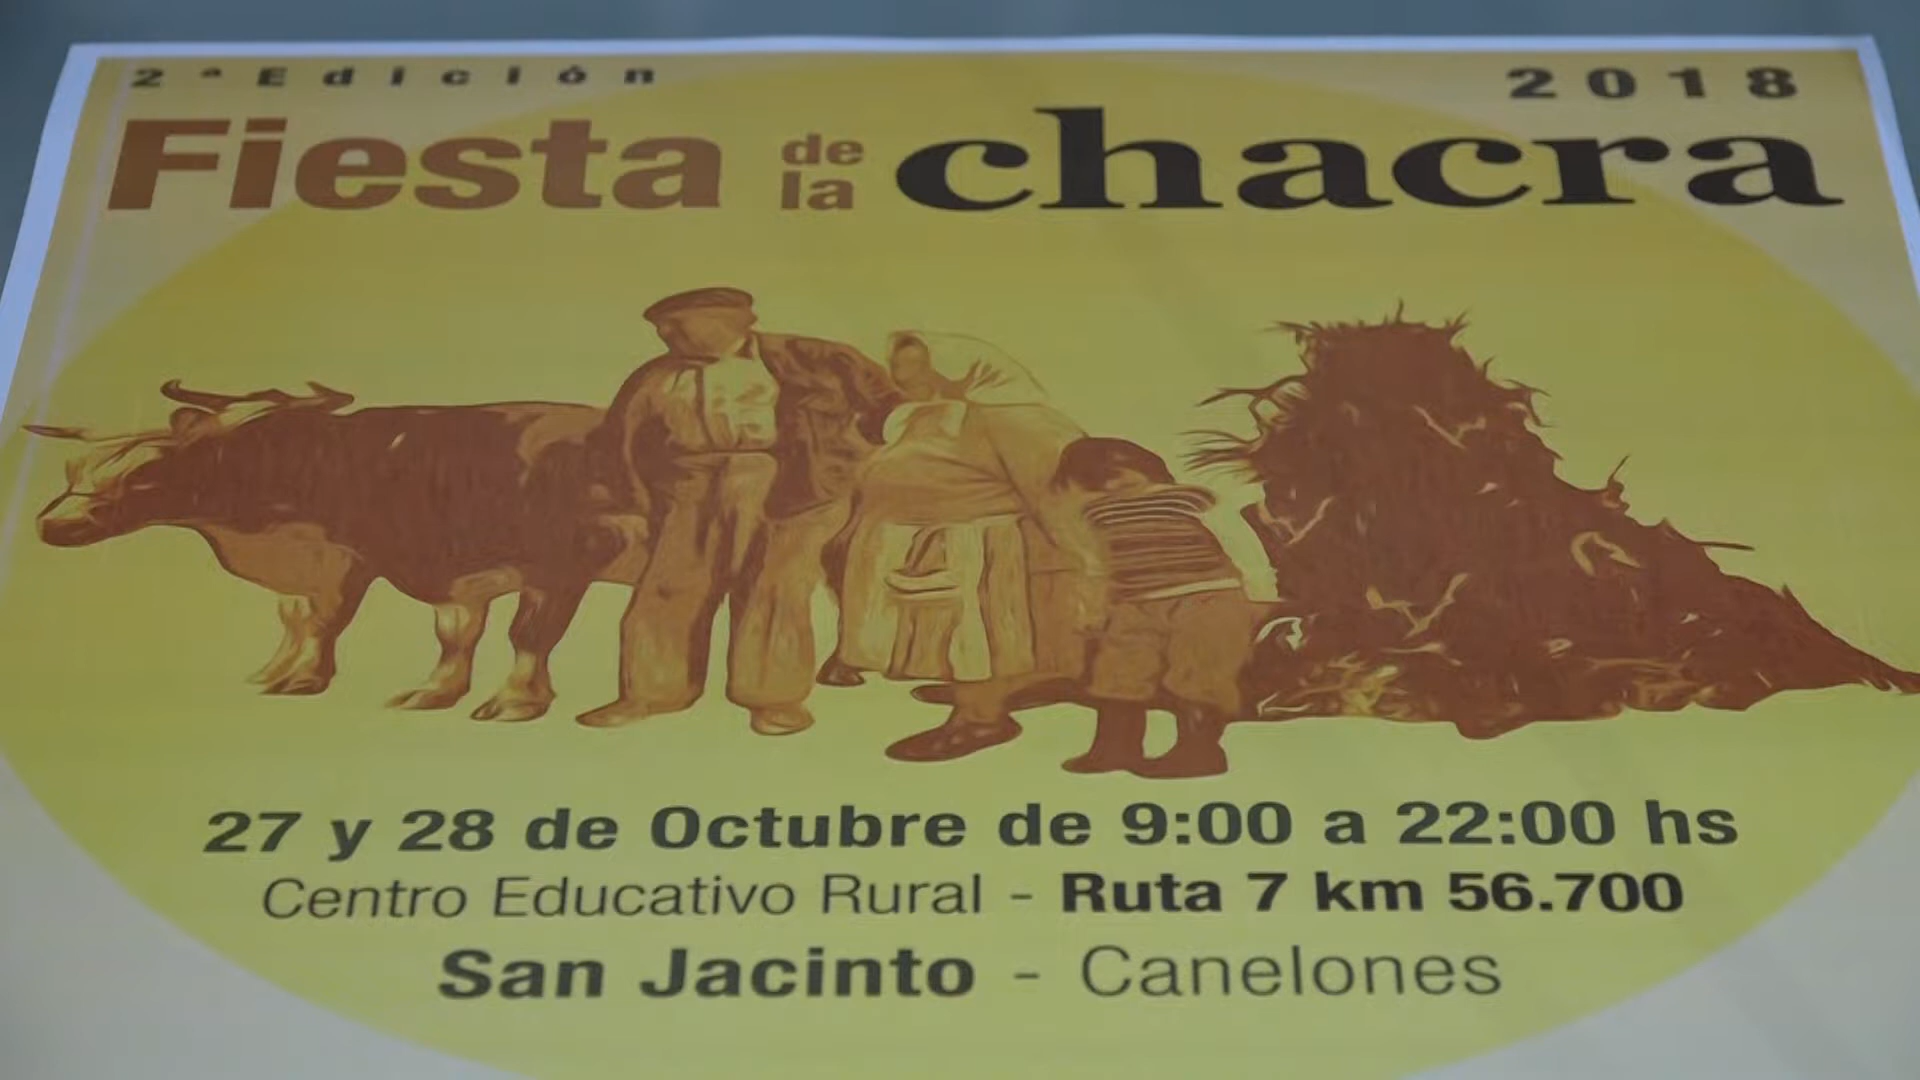 2ª Edición 2018
Fiesta de la chacra
27 y 28 de Octubre de 9:00 a 22:00 hs
Centro Educativo Rural - Ruta 7 km 56.700
San Jacinto - Canelones